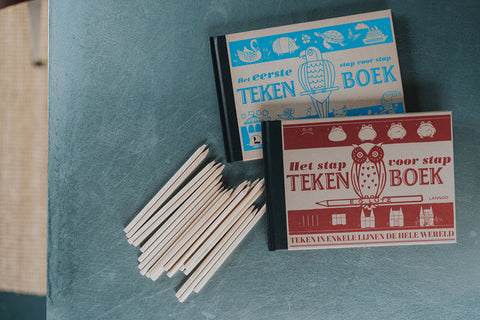 Het eerste stap voor stap
TEKEN BOEK
Het stap voor stap
TEKEN BOEK
E.G. LUTZ
LANNOO
TEKEN IN ENKELE LIJNEN DE HELE WERELD